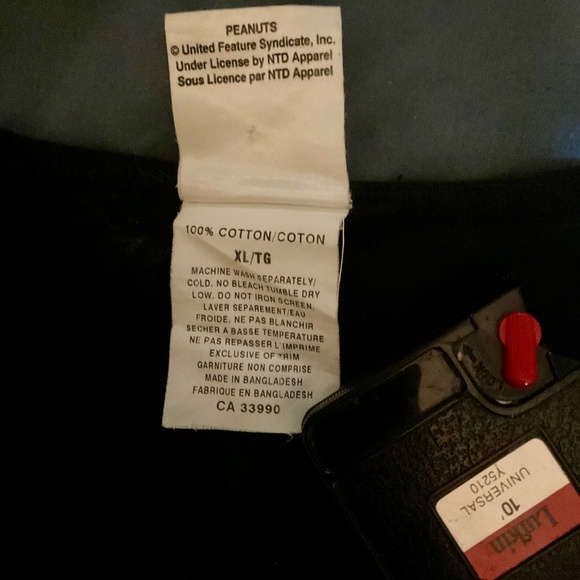 PEANUTS
© United Feature Syndicate, Inc.
Under License by NTD Apparel
Sous Licence par NTD Apparel
100% COTTON/COTON
XL/TG
MACHINE WASH SEPARATELY/
COLD. NO BLEACH TUMBLE DRY
LOW. DO NOT IRON SCREEN.
LAVER SEPAREMENT/EAU
FROIDE. NE PAS BLANCHIR
SECHER A BASSE TEMPERATURE
NE PAS REPASSER L'IMPRIME
EXCLUSIVE OF TRIM
GARNITURE NON COMPRISE
MADE IN BANGLADESH
FABRIQUE EN BANGLADESH
CA 33990
LOCK
Lufkin
10'
UNIVERSAL
Y5210